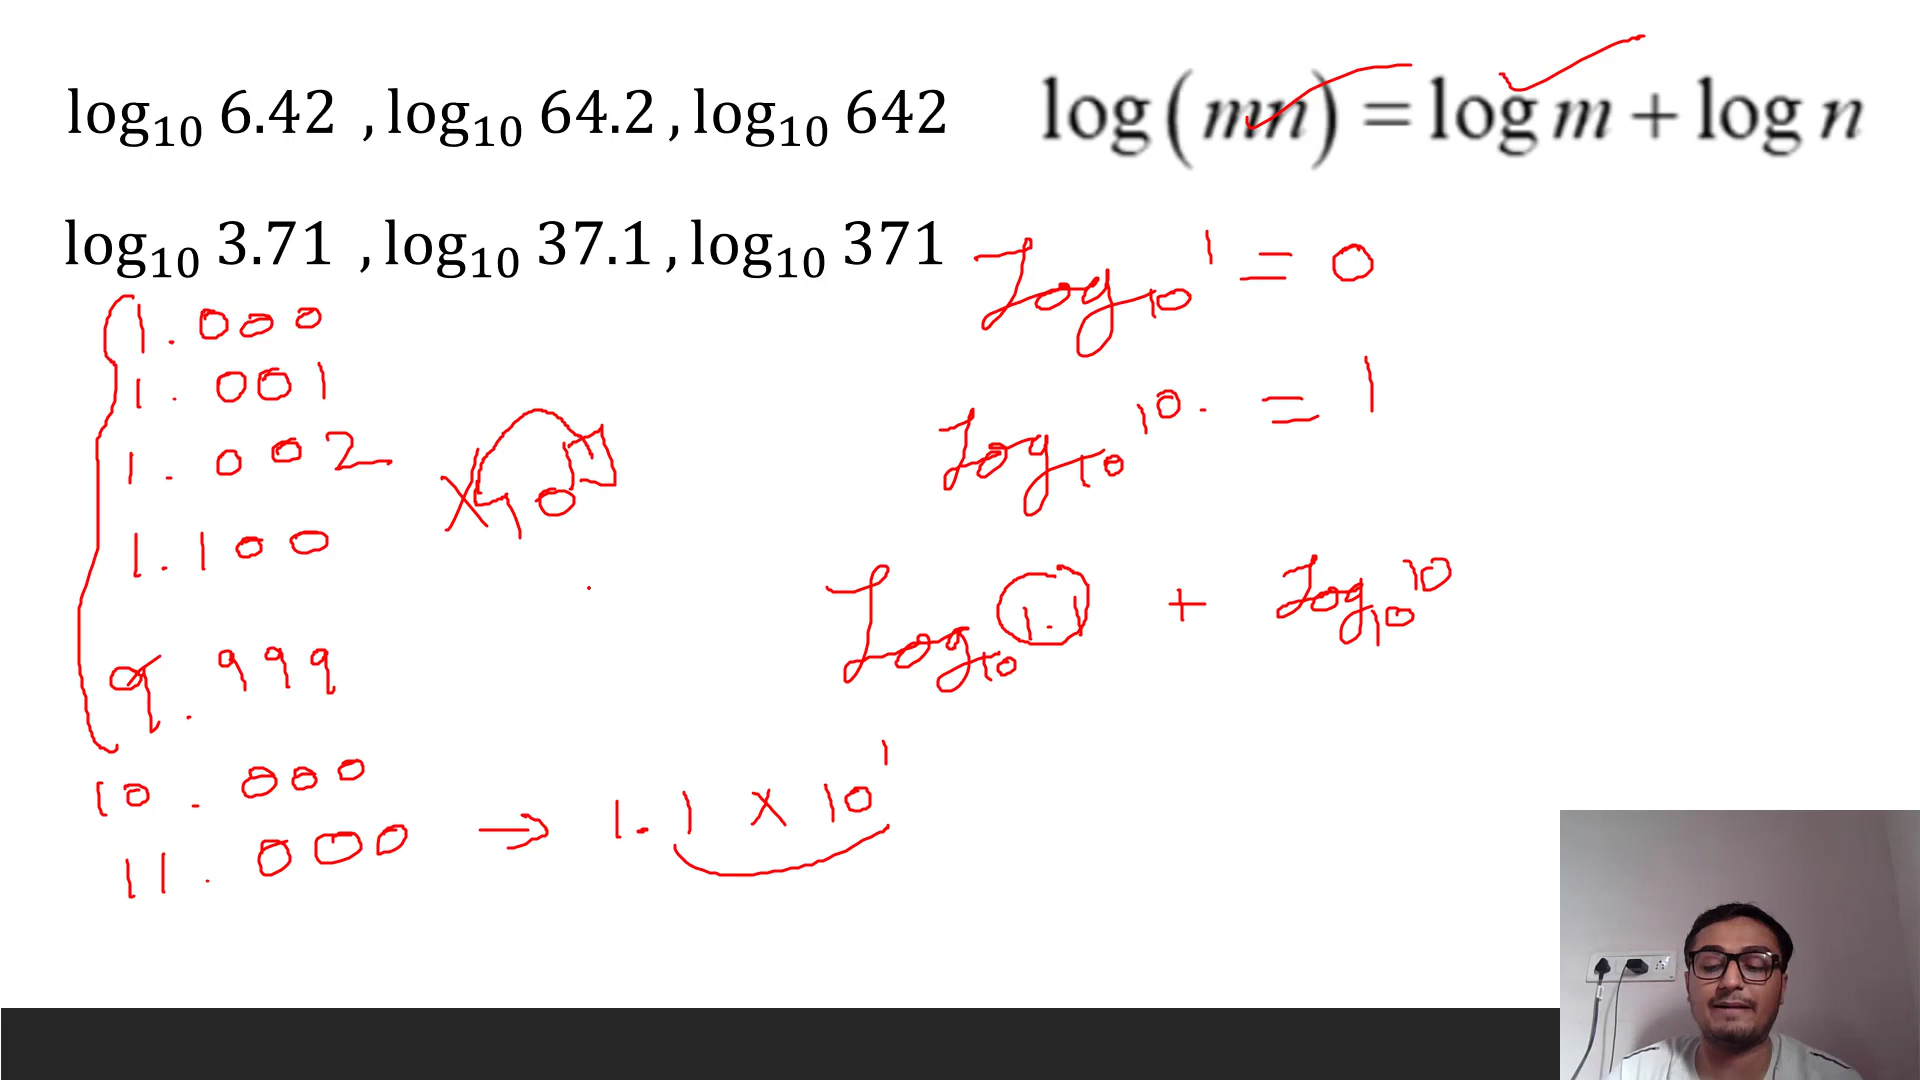 log₁₀ 6.42 , log₁₀ 64.2 , log₁₀ 642
log(mn) = log m + log n
log₁₀ 3.71 , log₁₀ 37.1 , log₁₀ 371
Log₁₀ 1 = 0
1.000
1.001
Log₁₀ 10. = 1
1.002
1.100
Log₁₀ 1.1 + Log₁₀ 10
9.999
10.000
11.000 → 1.1 × 10¹